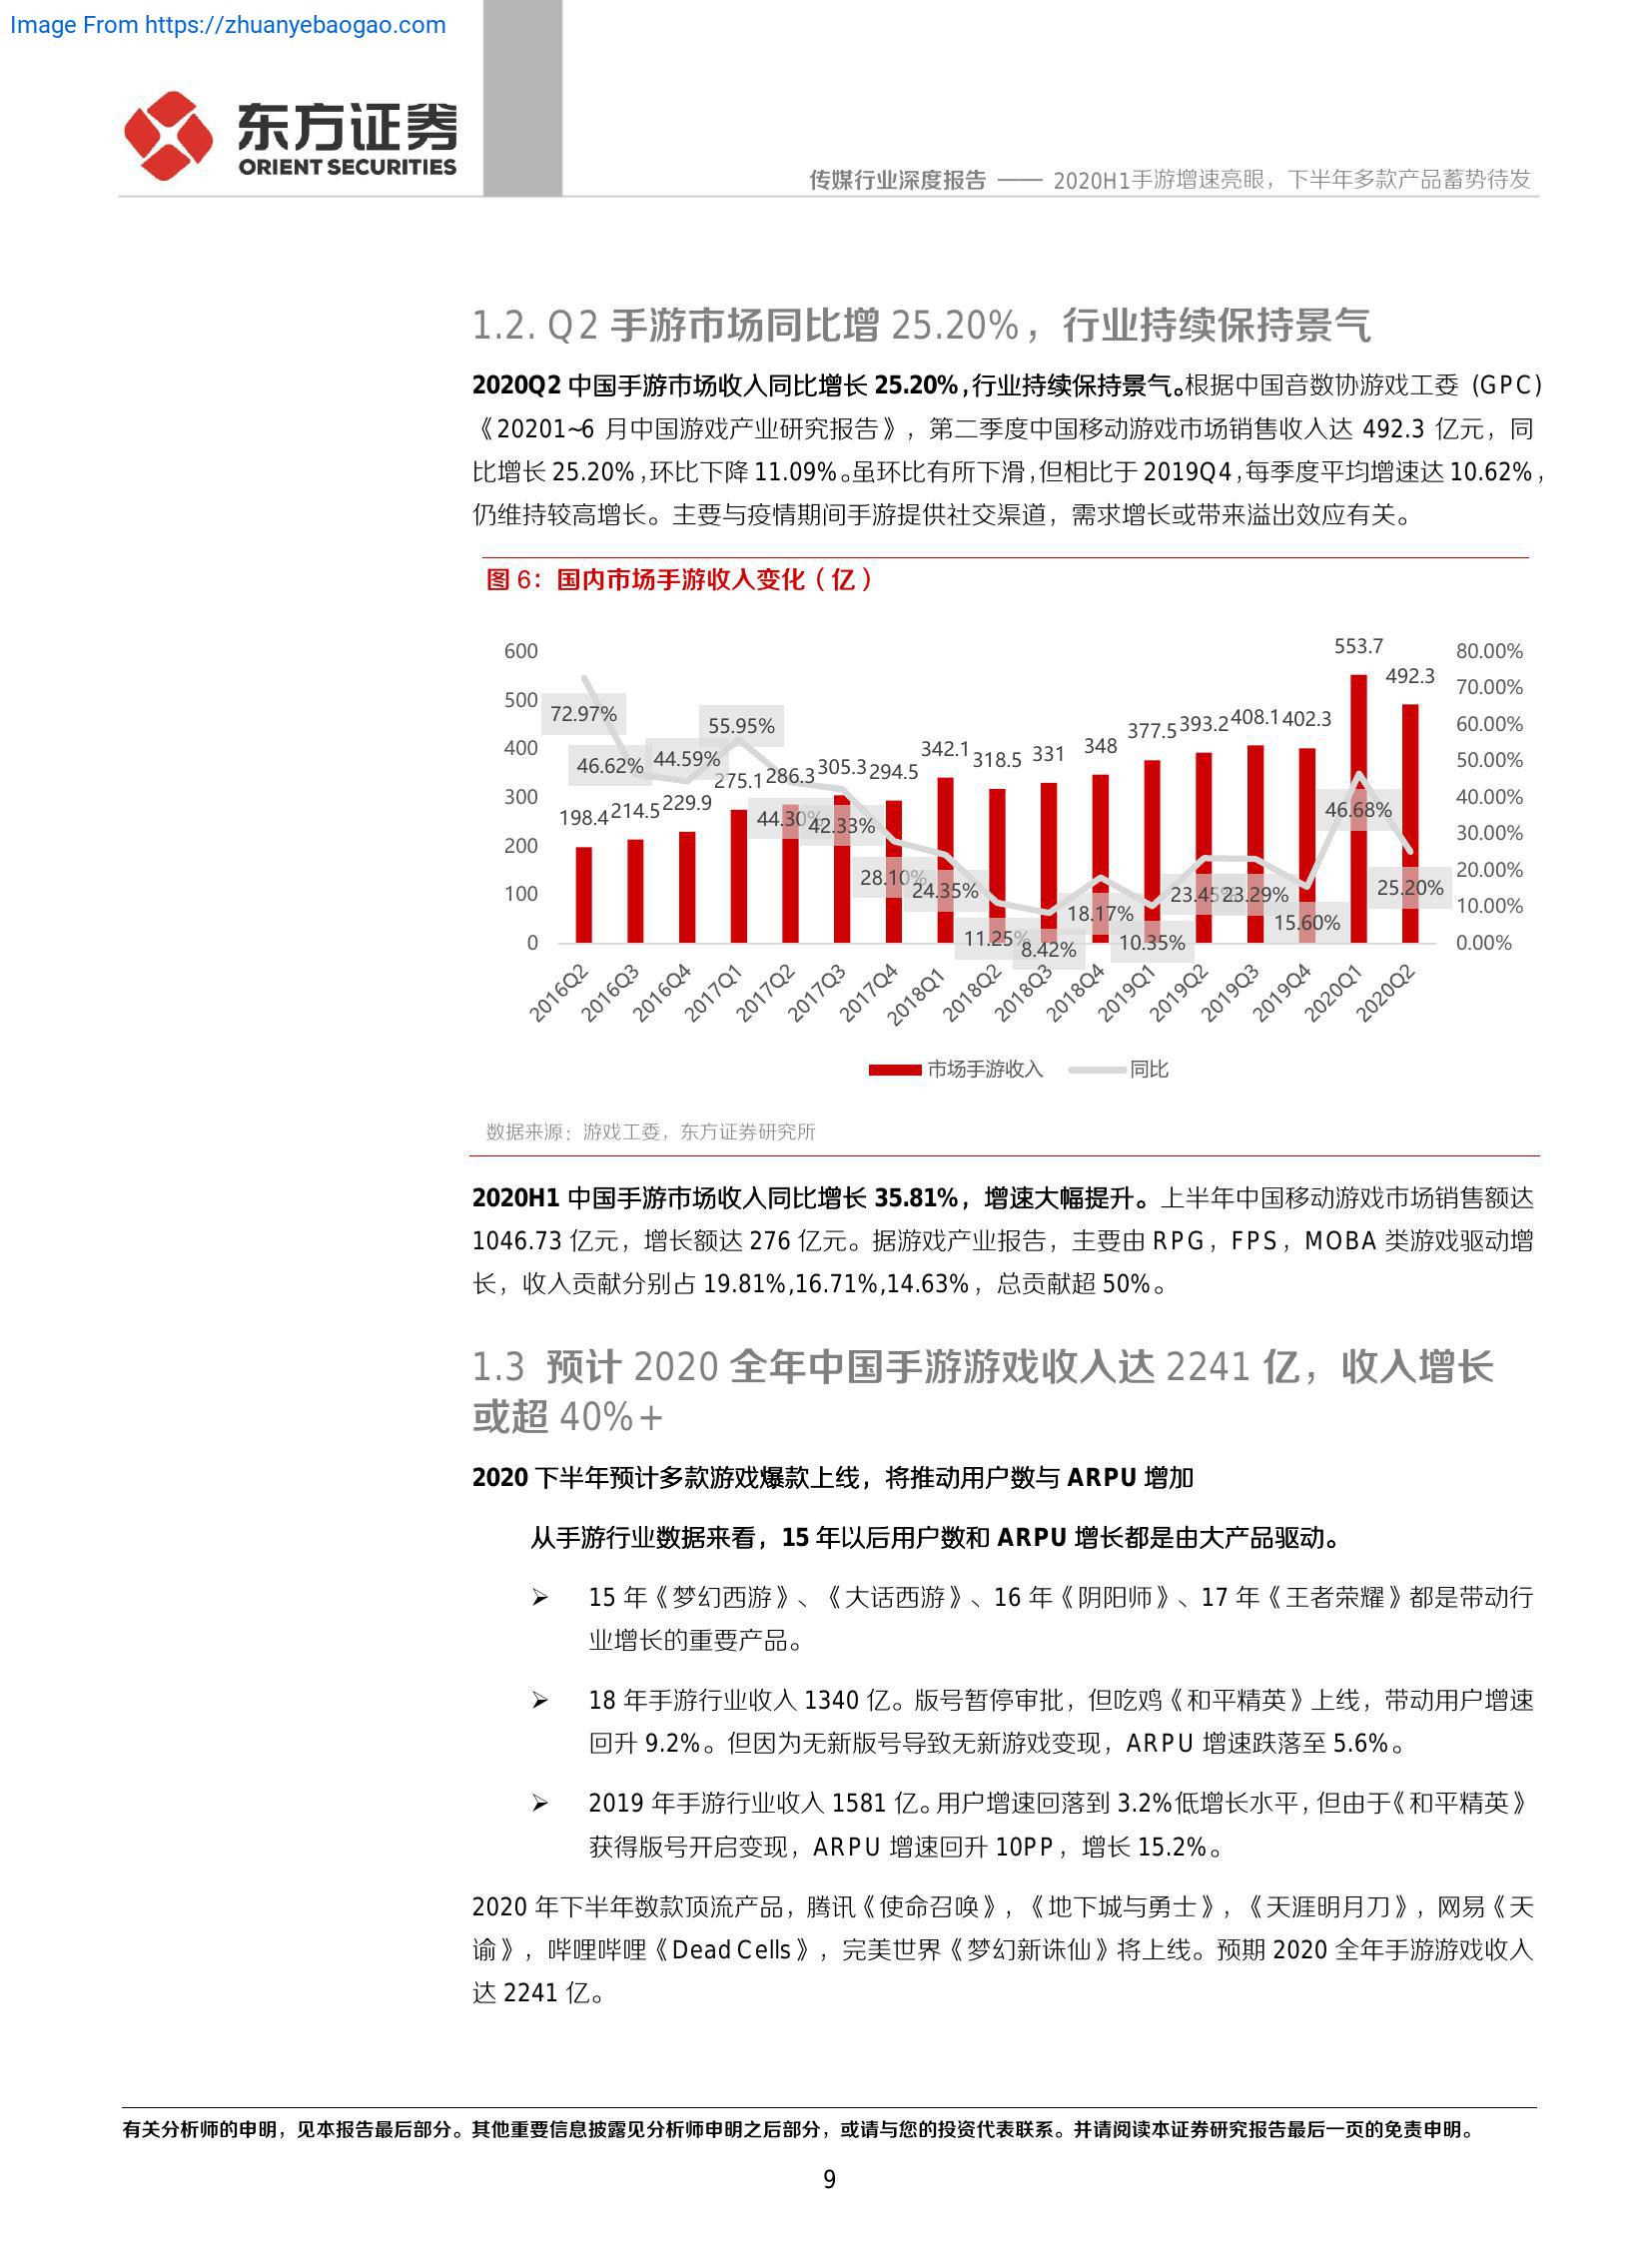 Image From https://zhuanyebaogao.com
东方证券
ORIENT SECURITIES
传媒行业深度报告 —— 2020H1手游增速亮眼，下半年多款产品蓄势待发
1.2. Q2 手游市场同比增 25.20%，行业持续保持景气
2020Q2 中国手游市场收入同比增长 25.20%，行业持续保持景气。根据中国音数协游戏工委 (GPC)
《20201~6 月中国游戏产业研究报告》，第二季度中国移动游戏市场销售收入达 492.3 亿元，同
比增长 25.20%，环比下降 11.09%。虽环比有所下滑，但相比于 2019Q4，每季度平均增速达 10.62%，
仍维持较高增长。主要与疫情期间手游提供社交渠道，需求增长或带来溢出效应有关。
图 6：国内市场手游收入变化（亿）
600 500 400 300 200 100 0
80.00% 70.00% 60.00% 50.00% 40.00% 30.00% 20.00% 10.00% 0.00%
198.4 214.5 229.9 275.1 286.3 305.3 294.5 342.1 318.5 331 348 377.5 393.2 408.1 402.3 553.7 492.3
72.97% 46.62% 44.59% 55.95% 44.30% 42.33% 28.10% 24.35% 11.25% 8.42% 18.17% 10.35% 23.45% 23.29% 15.60% 46.68% 25.20%
2016Q2 2016Q3 2016Q4 2017Q1 2017Q2 2017Q3 2017Q4 2018Q1 2018Q2 2018Q3 2018Q4 2019Q1 2019Q2 2019Q3 2019Q4 2020Q1 2020Q2
市场手游收入 同比
数据来源：游戏工委，东方证券研究所
2020H1 中国手游市场收入同比增长 35.81%，增速大幅提升。上半年中国移动游戏市场销售额达
1046.73 亿元，增长额达 276 亿元。据游戏产业报告，主要由 RPG，FPS，MOBA 类游戏驱动增
长，收入贡献分别占 19.81%,16.71%,14.63%，总贡献超 50%。
1.3 预计 2020 全年中国手游游戏收入达 2241 亿，收入增长
或超 40%+
2020 下半年预计多款游戏爆款上线，将推动用户数与 ARPU 增加
从手游行业数据来看，15 年以后用户数和 ARPU 增长都是由大产品驱动。
➢ 15 年《梦幻西游》、《大话西游》、16 年《阴阳师》、17 年《王者荣耀》都是带动行
业增长的重要产品。
➢ 18 年手游行业收入 1340 亿。版号暂停审批，但吃鸡《和平精英》上线，带动用户增速
回升 9.2%。但因为无新版号导致无新游戏变现，ARPU 增速跌落至 5.6%。
➢ 2019 年手游行业收入 1581 亿。用户增速回落到 3.2%低增长水平，但由于《和平精英》
获得版号开启变现，ARPU 增速回升 10PP，增长 15.2%。
2020 年下半年数款顶流产品，腾讯《使命召唤》，《地下城与勇士》，《天涯明月刀》，网易《天
谕》，哔哩哔哩《Dead Cells》，完美世界《梦幻新诛仙》将上线。预期 2020 全年手游游戏收入
达 2241 亿。
有关分析师的申明，见本报告最后部分。其他重要信息披露见分析师申明之后部分，或请与您的投资代表联系。并请阅读本证券研究报告最后一页的免责申明。
9